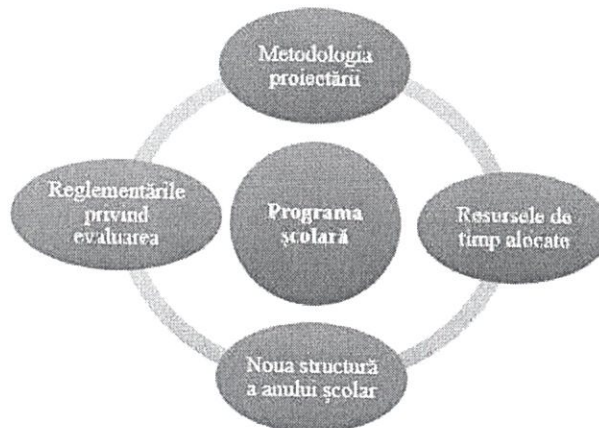 Metodologia
proiectării
Reglementările
privind
evaluarea
Programa
școlară
Resursele de
timp alocate
Noua structură
a anului școlar